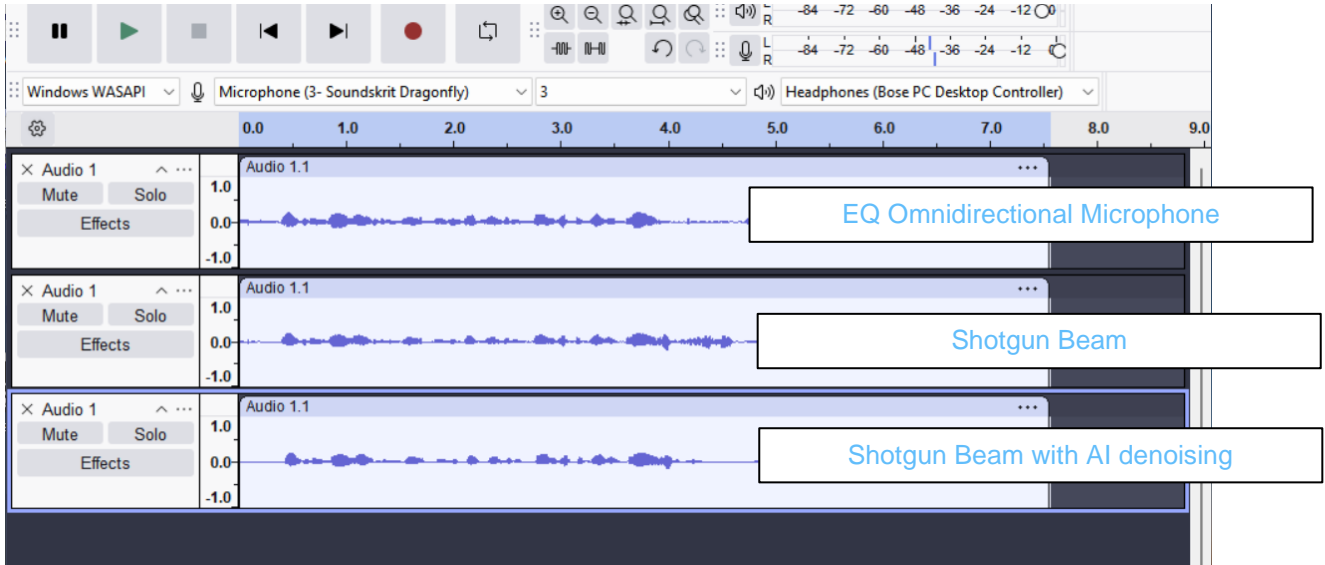 R -84 -72 -60 -48 -36 -24 -12 0
L
R -84 -72 -60 -48 -36 -24 -12 0
Windows WASAPI Microphone (3- Soundskrit Dragonfly) 3 Headphones (Bose PC Desktop Controller)
0.0 1.0 2.0 3.0 4.0 5.0 6.0 7.0 8.0 9.0
Audio 1 Audio 1.1
Mute Solo 1.0
EQ Omnidirectional Microphone
Effects 0.0
-1.0
Audio 1 Audio 1.1
Mute Solo 1.0
Effects 0.0 Shotgun Beam
-1.0
Audio 1 Audio 1.1
Mute Solo 1.0
Effects 0.0 Shotgun Beam with AI denoising
-1.0